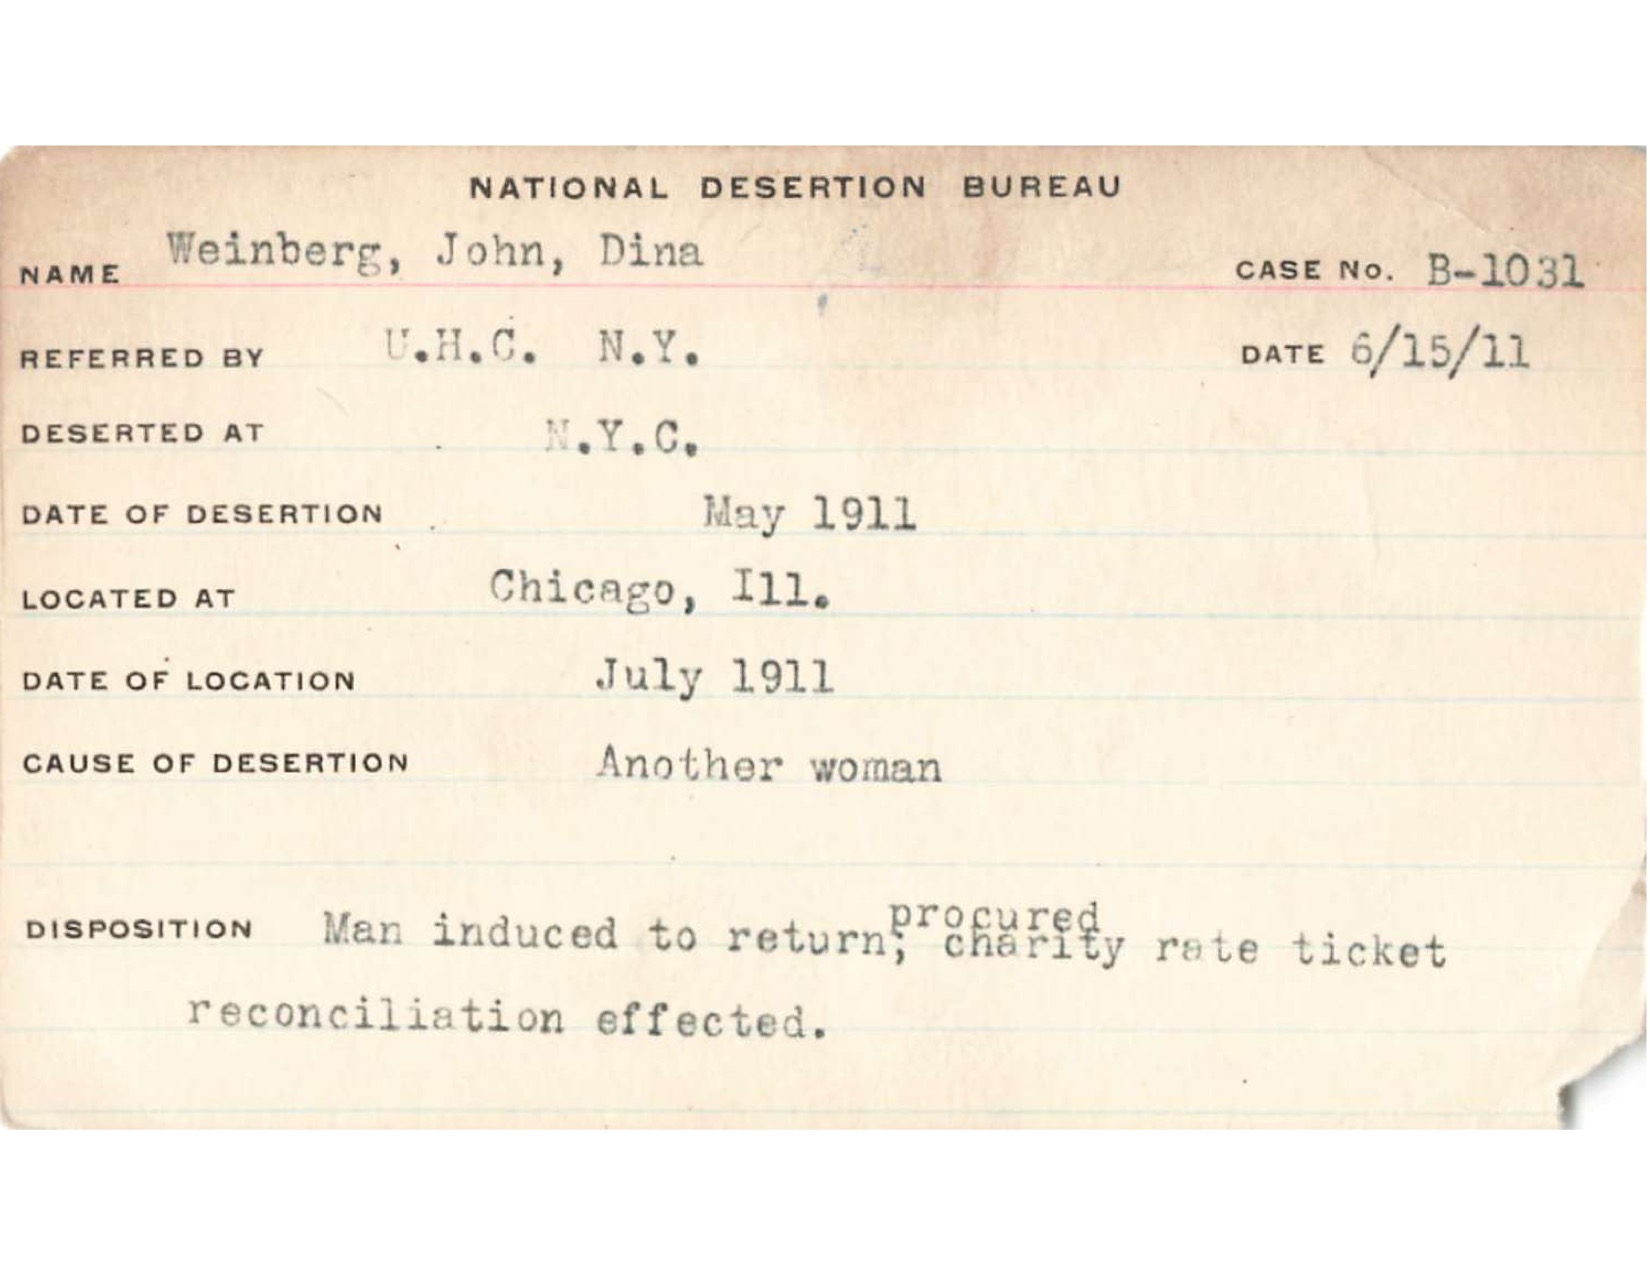 NATIONAL DESERTION BUREAU
NAME Weinberg, John, Dina CASE No. B-1031
REFERRED BY U.H.C. N.Y. DATE 6/15/11
DESERTED AT N.Y.C.
DATE OF DESERTION May 1911
LOCATED AT Chicago, Ill.
DATE OF LOCATION July 1911
CAUSE OF DESERTION Another woman
DISPOSITION Man induced to return; procured charity rate ticket
reconciliation effected.